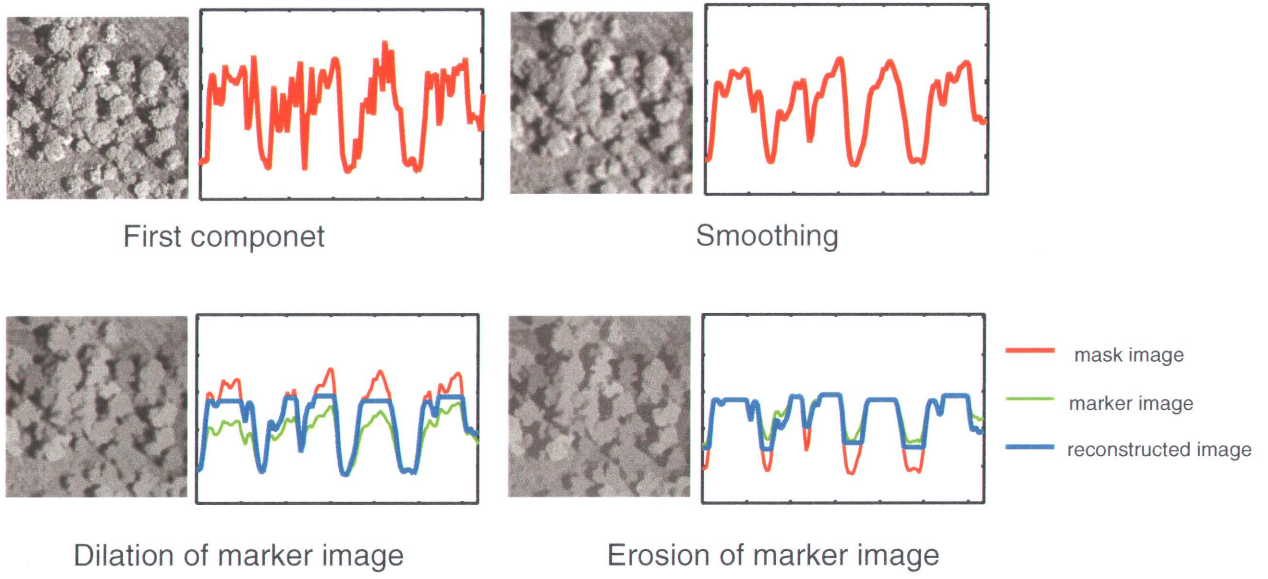 First componet
Smoothing
mask image
marker image
reconstructed image
Dilation of marker image
Erosion of marker image